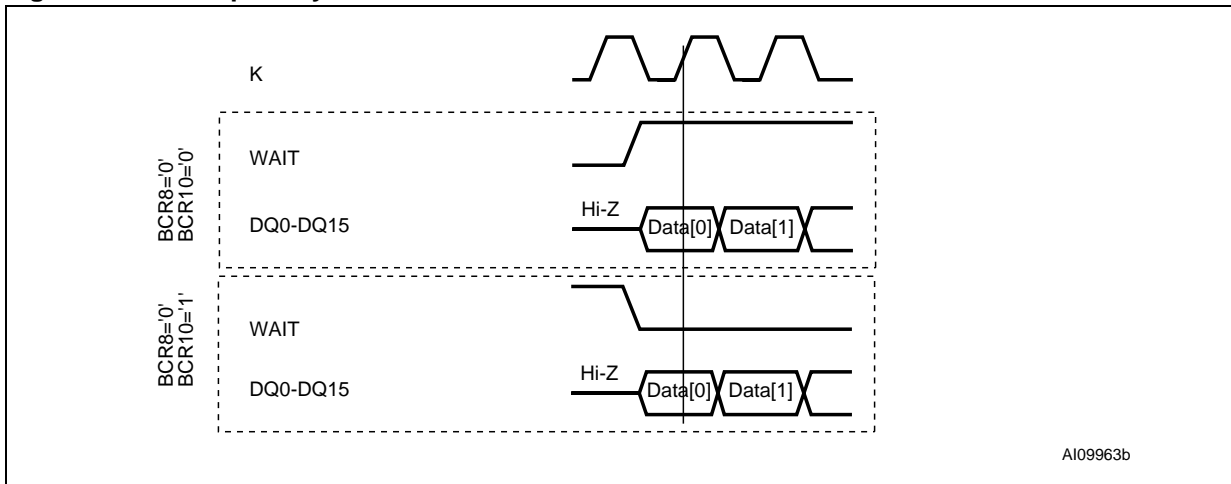 K
BCR8='0'
BCR10='0'
WAIT
Hi-Z
DQ0-DQ15
Data[0]
Data[1]
BCR8='0'
BCR10='1'
WAIT
Hi-Z
DQ0-DQ15
Data[0]
Data[1]
AI09963b